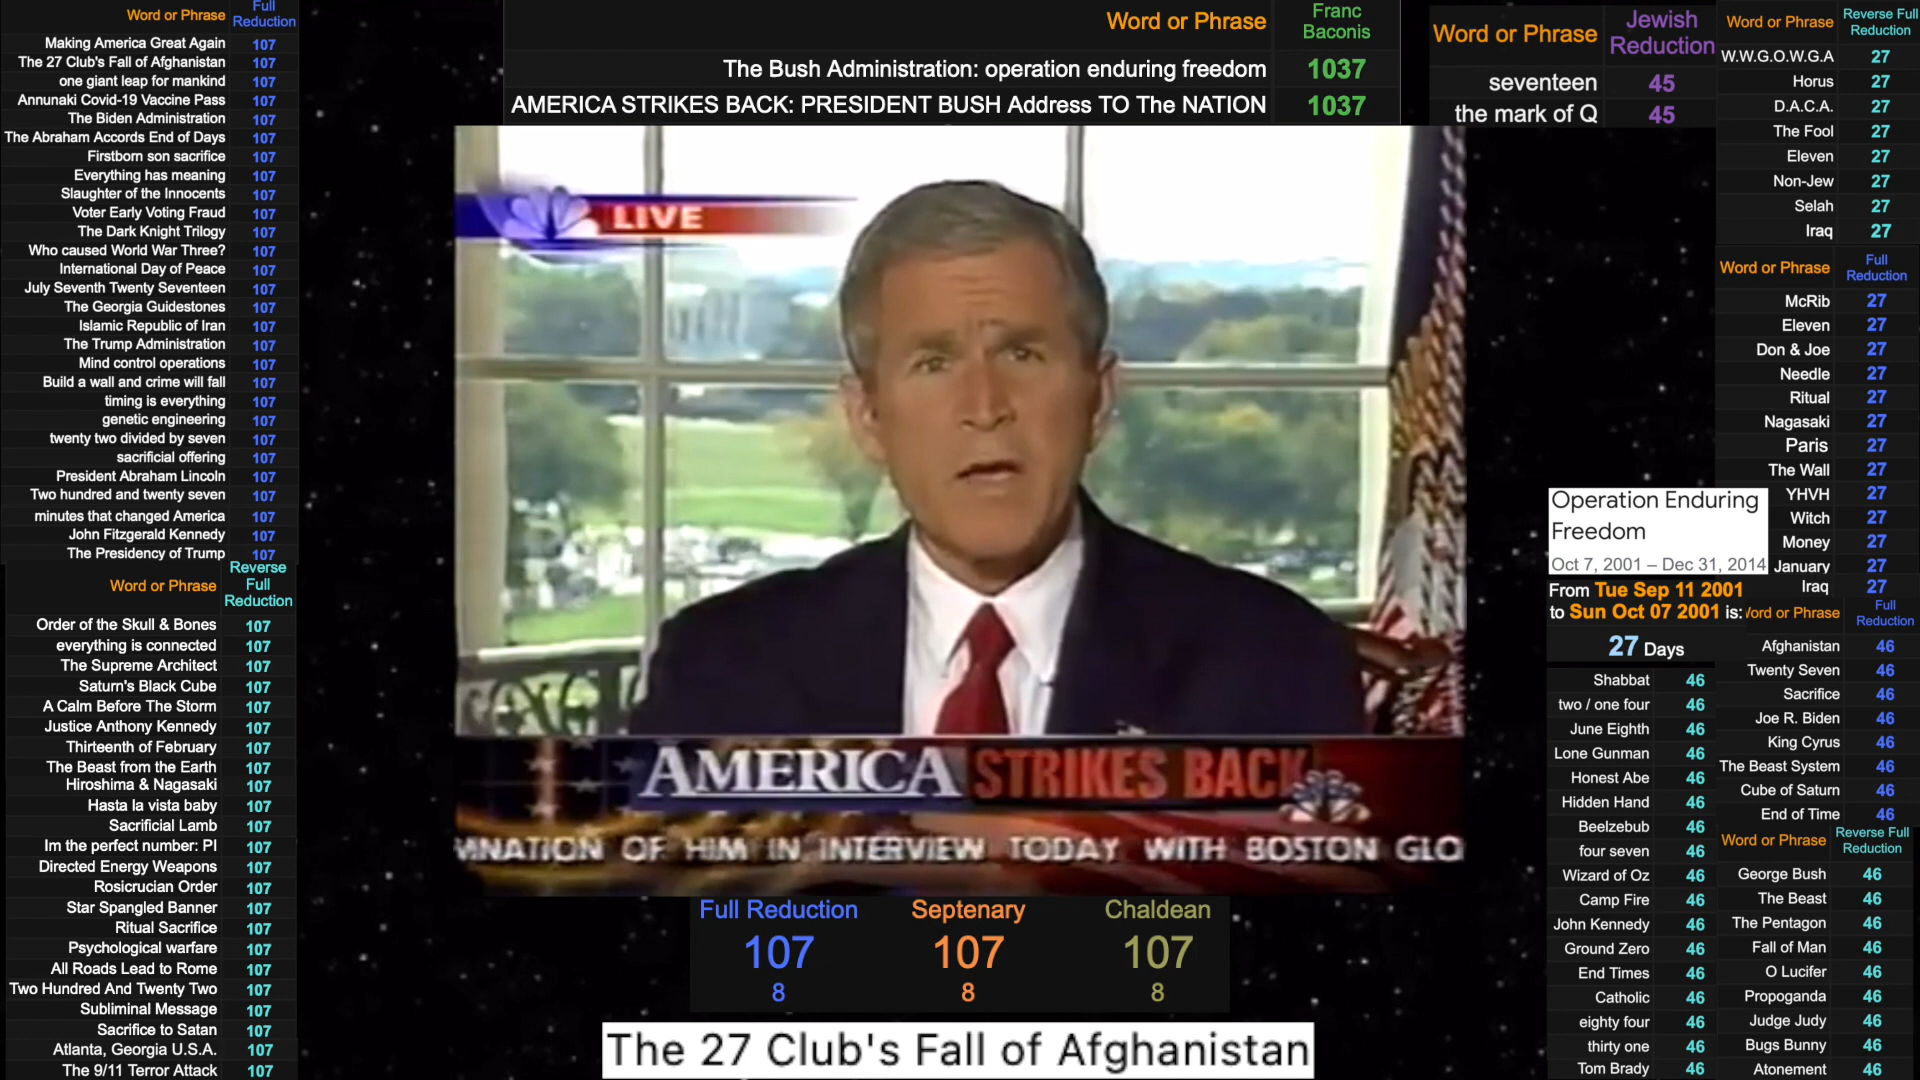 Word or Phrase Full Reduction
Making America Great Again 107
The 27 Club's Fall of Afghanistan 107
one giant leap for mankind 107
Annunaki Covid-19 Vaccine Pass 107
The Biden Administration 107
The Abraham Accords End of Days 107
Firstborn son sacrifice 107
Everything has meaning 107
Slaughter of the Innocents 107
Voter Early Voting Fraud 107
The Dark Knight Trilogy 107
Who caused World War Three? 107
International Day of Peace 107
July Seventh Twenty Seventeen 107
The Georgia Guidestones 107
Islamic Republic of Iran 107
The Trump Administration 107
Mind control operations 107
Build a wall and crime will fall 107
timing is everything 107
genetic engineering 107
twenty two divided by seven 107
sacrificial offering 107
President Abraham Lincoln 107
Two hundred and twenty seven 107
minutes that changed America 107
John Fitzgerald Kennedy 107
The Presidency of Trump 107
Word or Phrase Reverse Full Reduction
Order of the Skull & Bones 107
everything is connected 107
The Supreme Architect 107
Saturn's Black Cube 107
A Calm Before The Storm 107
Justice Anthony Kennedy 107
Thirteenth of February 107
The Beast from the Earth 107
Hiroshima & Nagasaki 107
Hasta la vista baby 107
Sacrificial Lamb 107
Im the perfect number: PI 107
Directed Energy Weapons 107
Rosicrucian Order 107
Star Spangled Banner 107
Ritual Sacrifice 107
Psychological warfare 107
All Roads Lead to Rome 107
Two Hundred And Twenty Two 107
Subliminal Message 107
Sacrifice to Satan 107
Atlanta, Georgia U.S.A. 107
The 9/11 Terror Attack 107
Word or Phrase Franc Baconis
The Bush Administration: operation enduring freedom 1037
AMERICA STRIKES BACK: PRESIDENT BUSH Address TO The NATION 1037
LIVE
AMERICA STRIKES BACK
MNATION OF HIM IN INTERVIEW TODAY WITH BOSTON GLO
Full Reduction Septenary Chaldean
107 107 107
8 8 8
The 27 Club's Fall of Afghanistan
Word or Phrase Jewish Reduction
seventeen 45
the mark of Q 45
Operation Enduring
Freedom
Oct 7, 2001 – Dec 31, 2014
From Tue Sep 11 2001
to Sun Oct 07 2001 is:
27 Days
Shabbat 46
two / one four 46
June Eighth 46
Lone Gunman 46
Honest Abe 46
Hidden Hand 46
Beelzebub 46
four seven 46
Wizard of Oz 46
Camp Fire 46
John Kennedy 46
Ground Zero 46
End Times 46
Catholic 46
eighty four 46
thirty one 46
Tom Brady 46
Word or Phrase Reverse Full Reduction
W.W.G.O.W.G.A 27
Horus 27
D.A.C.A. 27
The Fool 27
Eleven 27
Non-Jew 27
Selah 27
Iraq 27
Word or Phrase Full Reduction
McRib 27
Eleven 27
Don & Joe 27
Needle 27
Ritual 27
Nagasaki 27
Paris 27
The Wall 27
YHVH 27
Witch 27
Money 27
January 27
Iraq 27
Word or Phrase Full Reduction
Afghanistan 46
Twenty Seven 46
Sacrifice 46
Joe R. Biden 46
King Cyrus 46
The Beast System 46
Cube of Saturn 46
End of Time 46
Word or Phrase Reverse Full Reduction
George Bush 46
The Beast 46
The Pentagon 46
Fall of Man 46
O Lucifer 46
Propoganda 46
Judge Judy 46
Bugs Bunny 46
Atonement 46